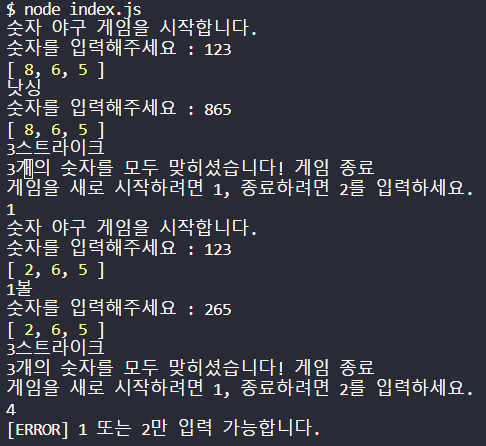 $ node index.js
숫자 야구 게임을 시작합니다.
숫자를 입력해주세요 : 123
[ 8, 6, 5 ]
낫싱
숫자를 입력해주세요 : 865
[ 8, 6, 5 ]
3스트라이크
3개의 숫자를 모두 맞히셨습니다! 게임 종료
게임을 새로 시작하려면 1, 종료하려면 2를 입력하세요.
1
숫자 야구 게임을 시작합니다.
숫자를 입력해주세요 : 123
[ 2, 6, 5 ]
1볼
숫자를 입력해주세요 : 265
[ 2, 6, 5 ]
3스트라이크
3개의 숫자를 모두 맞히셨습니다! 게임 종료
게임을 새로 시작하려면 1, 종료하려면 2를 입력하세요.
4
[ERROR] 1 또는 2만 입력 가능합니다.